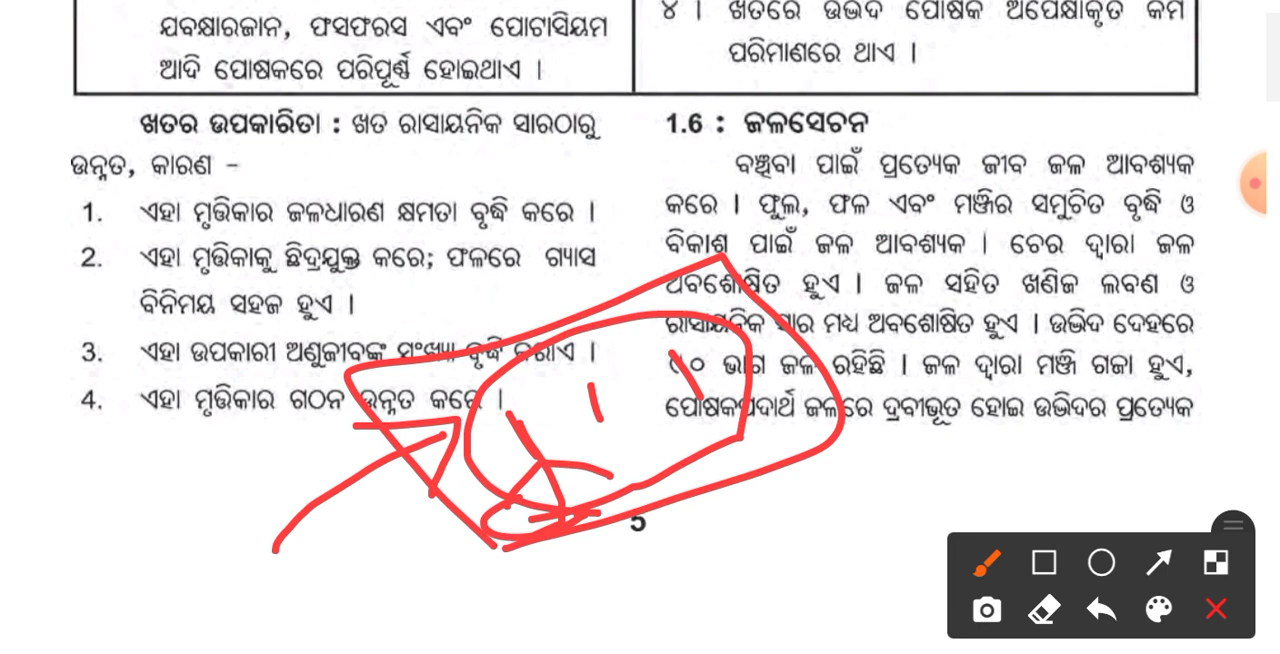 ଯବକ୍ଷାରଜାନ, ଫସଫରସ ଏବଂ ପୋଟାସିୟମ
ଆଦି ପୋଷକରେ ପରିପୂର୍ଣ୍ଣ ହୋଇଥାଏ ।
୪ । ଖତରେ ଉଦ୍ଭିଦ ପୋଷକ ଅପେକ୍ଷାକୃତ କମ
ପରିମାଣରେ ଥାଏ ।
ଖତର ଉପକାରିତା : ଖତ ରାସାୟନିକ ସାରଠାରୁ
ଉନ୍ନତ, କାରଣ –
1. ଏହା ମୃତ୍ତିକାର ଜଳଧାରଣ କ୍ଷମତା ବୃଦ୍ଧି କରେ ।
2. ଏହା ମୃତ୍ତିକାକୁ ଛିଦ୍ରଯୁକ୍ତ କରେ; ଫଳରେ ଗ୍ୟାସ
ବିନିମୟ ସହଜ ହୁଏ ।
3. ଏହା ଉପକାରୀ ଅଣୁଜୀବଙ୍କ ସଂଖ୍ୟା ବୃଦ୍ଧି କରାଏ ।
4. ଏହା ମୃତ୍ତିକାର ଗଠନ ଉନ୍ନତ କରେ ।
1.6 : ଜଳସେଚନ
ବଞ୍ଚିବା ପାଇଁ ପ୍ରତ୍ୟେକ ଜୀବ ଜଳ ଆବଶ୍ୟକ
କରେ । ଫୁଲ, ଫଳ ଏବଂ ମଞ୍ଜିର ସମୁଚିତ ବୃଦ୍ଧି ଓ
ବିକାଶ ପାଇଁ ଜଳ ଆବଶ୍ୟକ । ଚେର ଦ୍ୱାରା ଜଳ
ଅବଶୋଷିତ ହୁଏ । ଜଳ ସହିତ ଖଣିଜ ଲବଣ ଓ
ରାସାୟନିକ ସାର ମଧ୍ୟ ଅବଶୋଷିତ ହୁଏ । ଉଦ୍ଭିଦ ଦେହରେ
୯୦ ଭାଗ ଜଳ ରହିଛି । ଜଳ ଦ୍ୱାରା ମଞ୍ଜି ଗଜା ହୁଏ,
ପୋଷକପଦାର୍ଥ ଜଳରେ ଦ୍ରବୀଭୂତ ହୋଇ ଉଦ୍ଭିଦର ପ୍ରତ୍ୟେକ
5